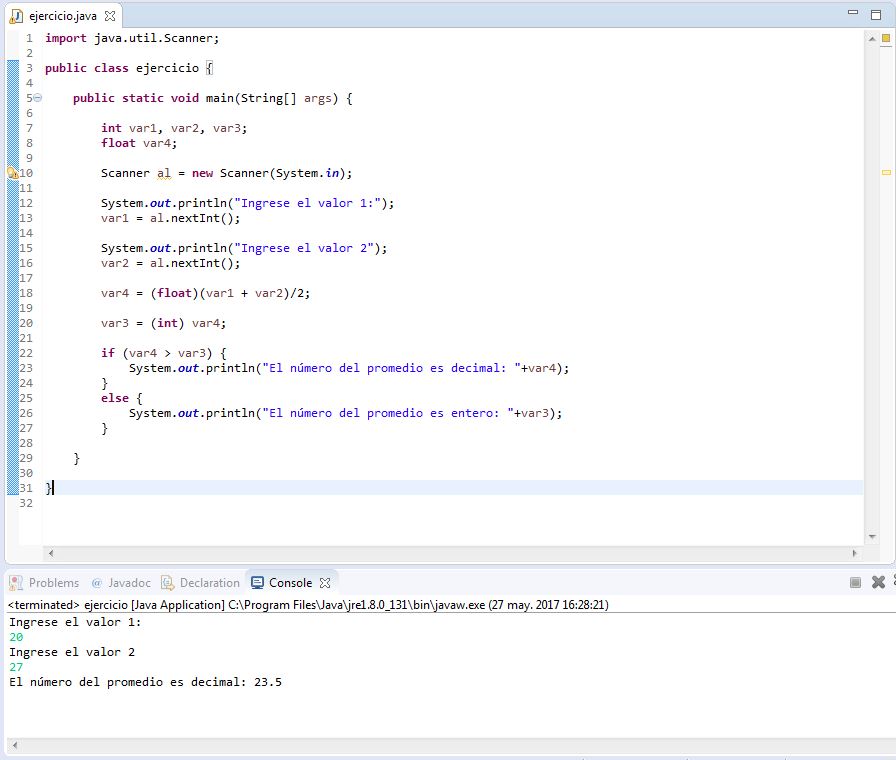 ejercicio.java
1 import java.util.Scanner;
2
3 public class ejercicio {
4
5 public static void main(String[] args) {
6
7 int var1, var2, var3;
8 float var4;
9
10 Scanner al = new Scanner(System.in);
11
12 System.out.println("Ingrese el valor 1:");
13 var1 = al.nextInt();
14
15 System.out.println("Ingrese el valor 2");
16 var2 = al.nextInt();
17
18 var4 = (float)(var1 + var2)/2;
19
20 var3 = (int) var4;
21
22 if (var4 > var3) {
23 System.out.println("El número del promedio es decimal: "+var4);
24 }
25 else {
26 System.out.println("El número del promedio es entero: "+var3);
27 }
28
29 }
30
31 }
32
Problems @ Javadoc Declaration Console
<terminated> ejercicio [Java Application] C:\Program Files\Java\jre1.8.0_131\bin\javaw.exe (27 may. 2017 16:28:21)
Ingrese el valor 1:
20
Ingrese el valor 2
27
El número del promedio es decimal: 23.5